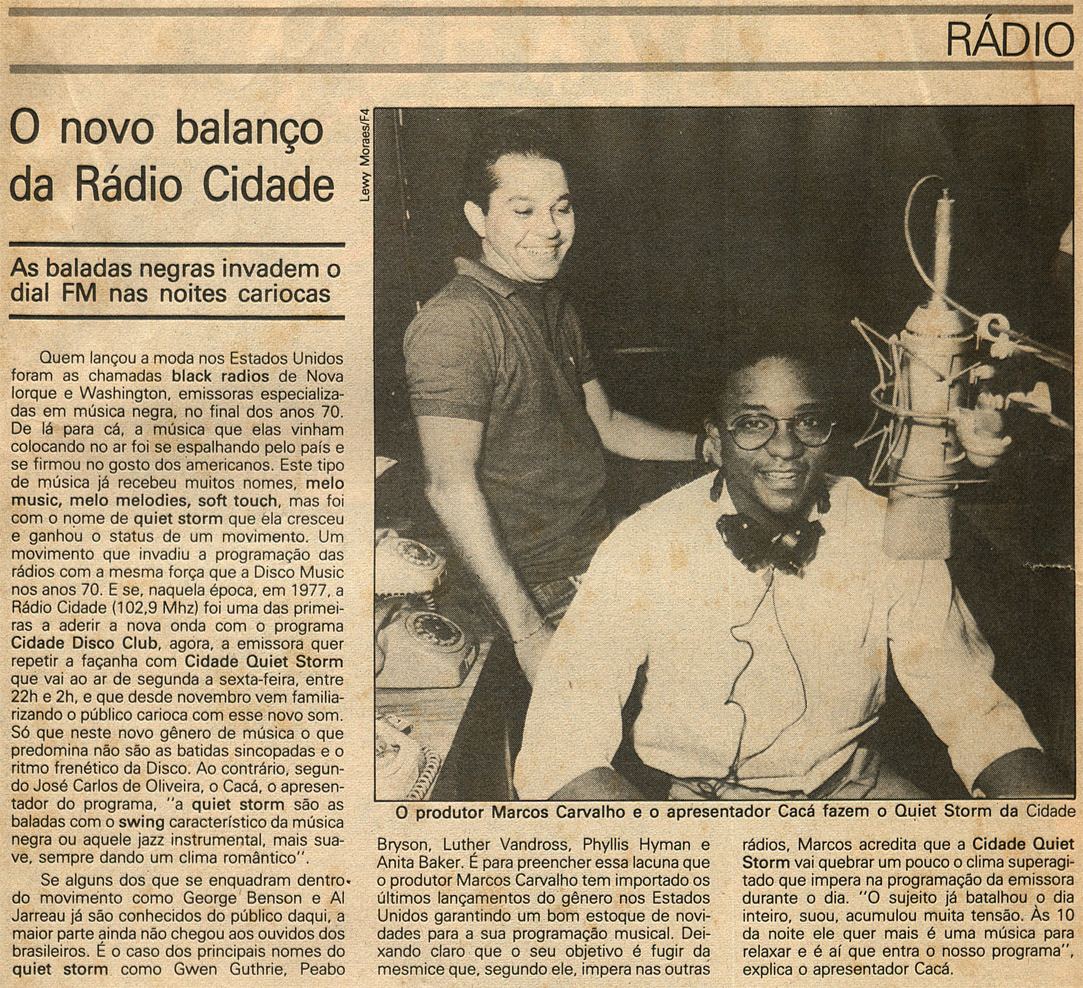 RÁDIO
O novo balanço
da Rádio Cidade
As baladas negras invadem o
dial FM nas noites cariocas
Quem lançou a moda nos Estados Unidos
foram as chamadas black radios de Nova
Iorque e Washington, emissoras especializa-
das em música negra, no final dos anos 70.
De lá para cá, a música que elas vinham
colocando no ar foi se espalhando pelo país e
se firmou no gosto dos americanos. Este tipo
de música já recebeu muitos nomes, melo
music, melo melodies, soft touch, mas foi
com o nome de quiet storm que ela cresceu
e ganhou o status de um movimento. Um
movimento que invadiu a programação das
rádios com a mesma força que a Disco Music
nos anos 70. E se, naquela época, em 1977, a
Rádio Cidade (102,9 Mhz) foi uma das primei-
ras a aderir a nova onda com o programa
Cidade Disco Club, agora, a emissora quer
repetir a façanha com Cidade Quiet Storm
que vai ao ar de segunda a sexta-feira, entre
22h e 2h, e que desde novembro vem familia-
rizando o público carioca com esse novo som.
Só que neste novo gênero de música o que
predomina não são as batidas sincopadas e o
ritmo frenético da Disco. Ao contrário, segun-
do José Carlos de Oliveira, o Cacá, o apresen-
tador do programa, "a quiet storm são as
baladas com o swing característico da música
negra ou aquele jazz instrumental, mais sua-
ve, sempre dando um clima romântico".
Se alguns dos que se enquadram dentro
do movimento como George Benson e Al
Jarreau já são conhecidos do público daqui, a
maior parte ainda não chegou aos ouvidos dos
brasileiros. É o caso dos principais nomes do
quiet storm como Gwen Guthrie, Peabo
Lewy Moraes/F4
O produtor Marcos Carvalho e o apresentador Cacá fazem o Quiet Storm da Cidade
Bryson, Luther Vandross, Phyllis Hyman e
Anita Baker. É para preencher essa lacuna que
o produtor Marcos Carvalho tem importado os
últimos lançamentos do gênero nos Estados
Unidos garantindo um bom estoque de novi-
dades para a sua programação musical. Dei-
xando claro que o seu objetivo é fugir da
mesmice que, segundo ele, impera nas outras
rádios, Marcos acredita que a Cidade Quiet
Storm vai quebrar um pouco o clima superagi-
tado que impera na programação da emissora
durante o dia. "O sujeito já batalhou o dia
inteiro, suou, acumulou muita tensão. Às 10
da noite ele quer mais é uma música para
relaxar e é aí que entra o nosso programa",
explica o apresentador Cacá.